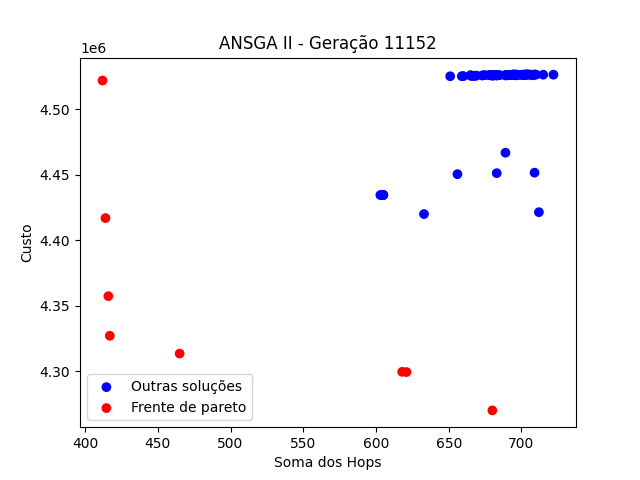 ANSGA II - Geração 11152
1e6
4.50
4.45
4.40
4.35
4.30
Custo
400
450
500
550
600
650
700
Soma dos Hops
Outras soluções
Frente de pareto